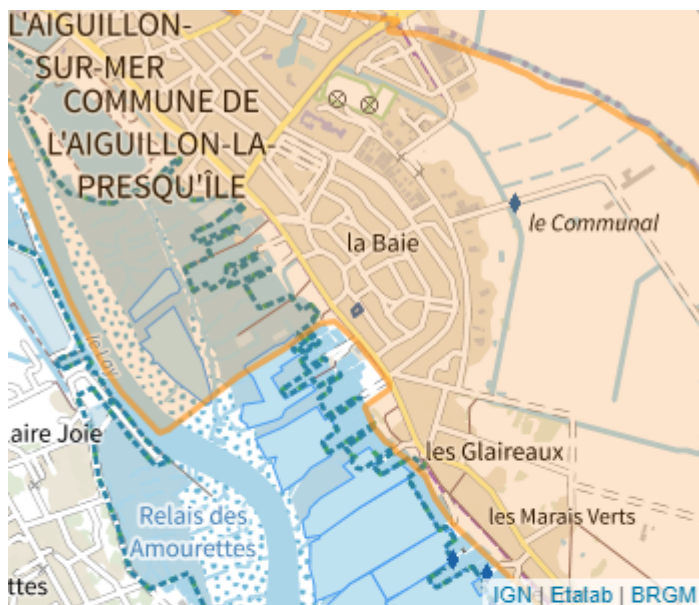 L'AIGUILLON-
SUR-MER
COMMUNE DE
L'AIGUILLON-LA-
PRESQU'ÎLE
la Baie
le Communal
le Lay
aire Joie
les Glaireaux
Relais des
Amourettes
les Marais Verts
ttes
IGN | Etalab | BRGM